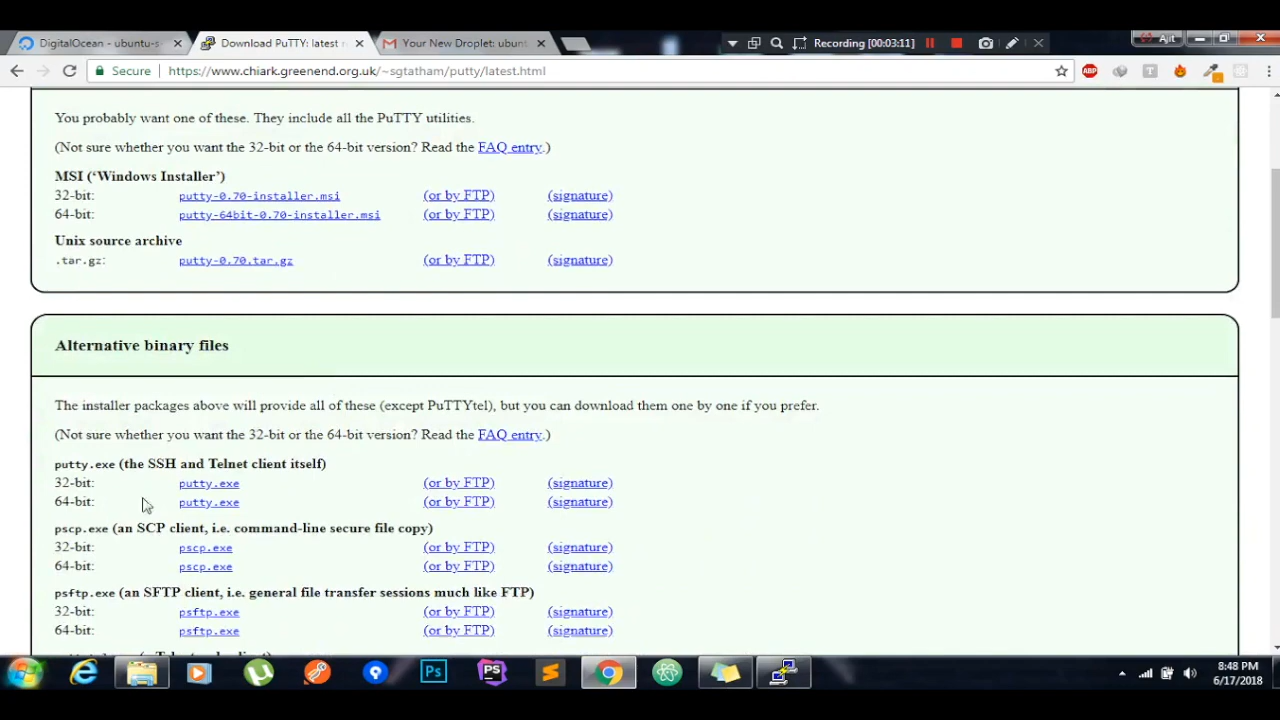 DigitalOcean - ubuntu-s
Download PuTTY: latest r
Your New Droplet: ubunt
Recording [00:03:11]
Ajit
Secure
https://www.chiark.greenend.org.uk/~sgtatham/putty/latest.html
ABP
T
You probably want one of these. They include all the PuTTY utilities.
(Not sure whether you want the 32-bit or the 64-bit version? Read the FAQ entry.)
MSI (‘Windows Installer’)
32-bit: putty-0.70-installer.msi (or by FTP) (signature)
64-bit: putty-64bit-0.70-installer.msi (or by FTP) (signature)
Unix source archive
.tar.gz: putty-0.70.tar.gz (or by FTP) (signature)
Alternative binary files
The installer packages above will provide all of these (except PuTTYtel), but you can download them one by one if you prefer.
(Not sure whether you want the 32-bit or the 64-bit version? Read the FAQ entry.)
putty.exe (the SSH and Telnet client itself)
32-bit: putty.exe (or by FTP) (signature)
64-bit: putty.exe (or by FTP) (signature)
pscp.exe (an SCP client, i.e. command-line secure file copy)
32-bit: pscp.exe (or by FTP) (signature)
64-bit: pscp.exe (or by FTP) (signature)
psftp.exe (an SFTP client, i.e. general file transfer sessions much like FTP)
32-bit: psftp.exe (or by FTP) (signature)
64-bit: psftp.exe (or by FTP) (signature)
Ps
PS
8:48 PM
6/17/2018